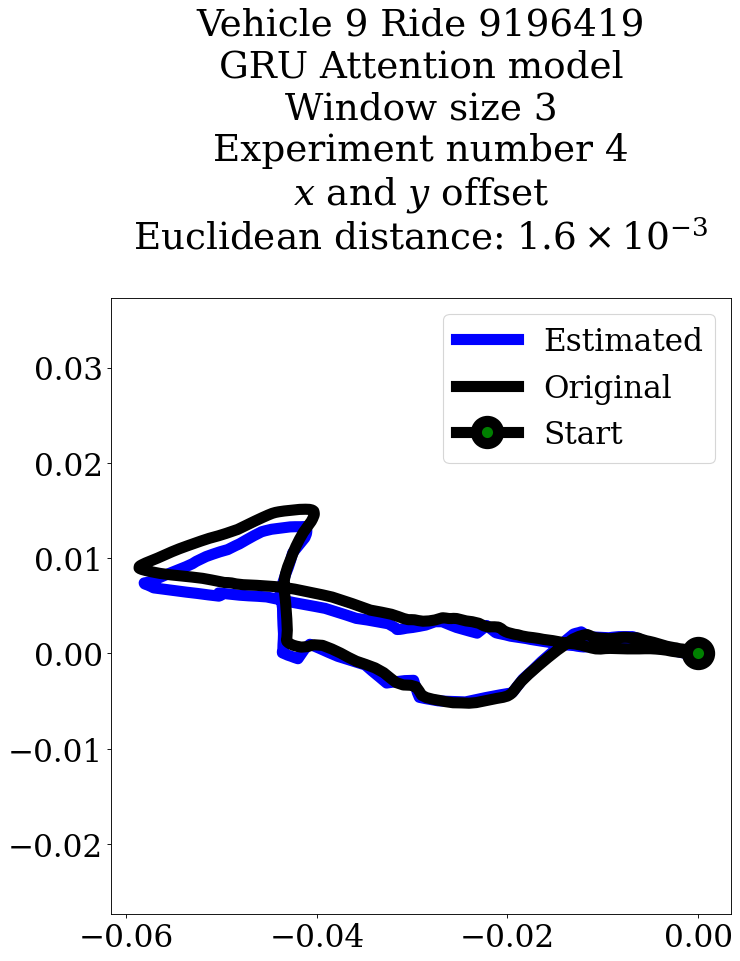 Vehicle 9 Ride 9196419
GRU Attention model
Window size 3
Experiment number 4
x and y offset
Euclidean distance: 1.6 × 10⁻³
Estimated
Original
Start
0.03
0.02
0.01
0.00
−0.01
−0.02
−0.06 −0.04 −0.02 0.00